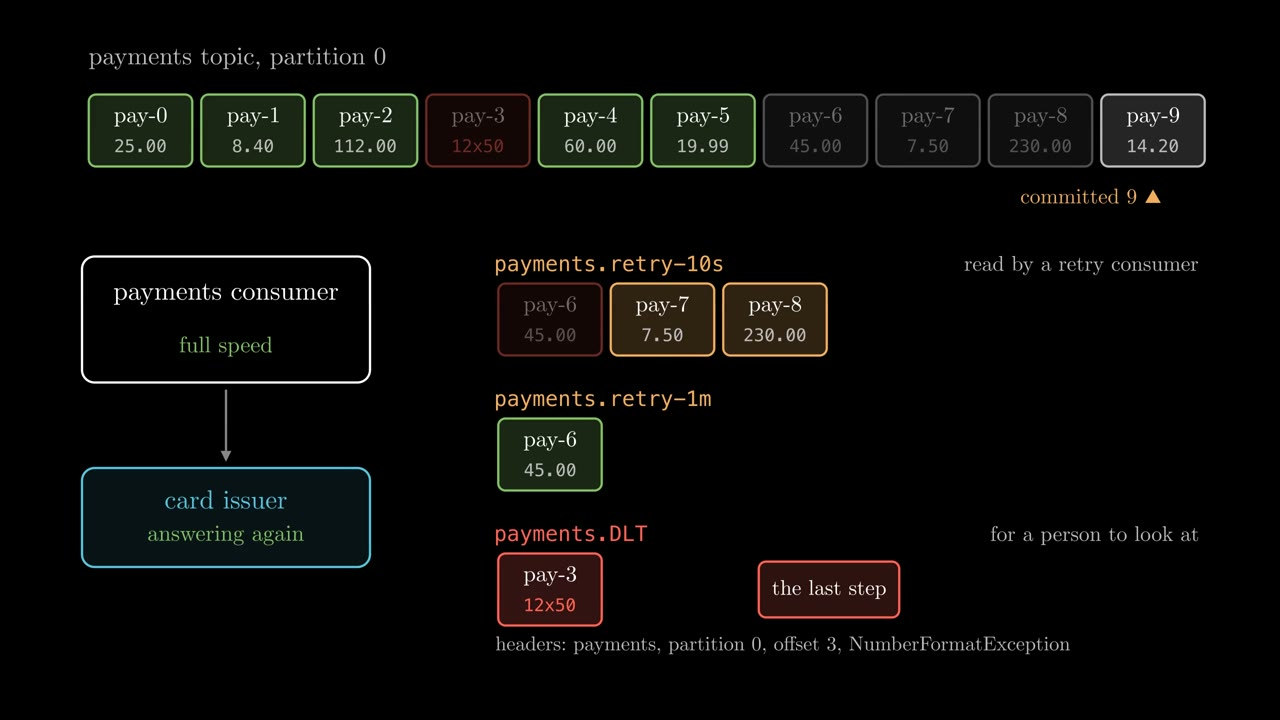 payments topic, partition 0
pay-0 pay-1 pay-2 pay-3 pay-4 pay-5 pay-6 pay-7 pay-8 pay-9
25.00 8.40 112.00 12x50 60.00 19.99 45.00 7.50 230.00 14.20
committed 9 ▲
payments consumer
full speed
card issuer
answering again
payments.retry-10s
read by a retry consumer
pay-6 pay-7 pay-8
45.00 7.50 230.00
payments.retry-1m
pay-6
45.00
payments.DLT
for a person to look at
pay-3
12x50
the last step
headers: payments, partition 0, offset 3, NumberFormatException